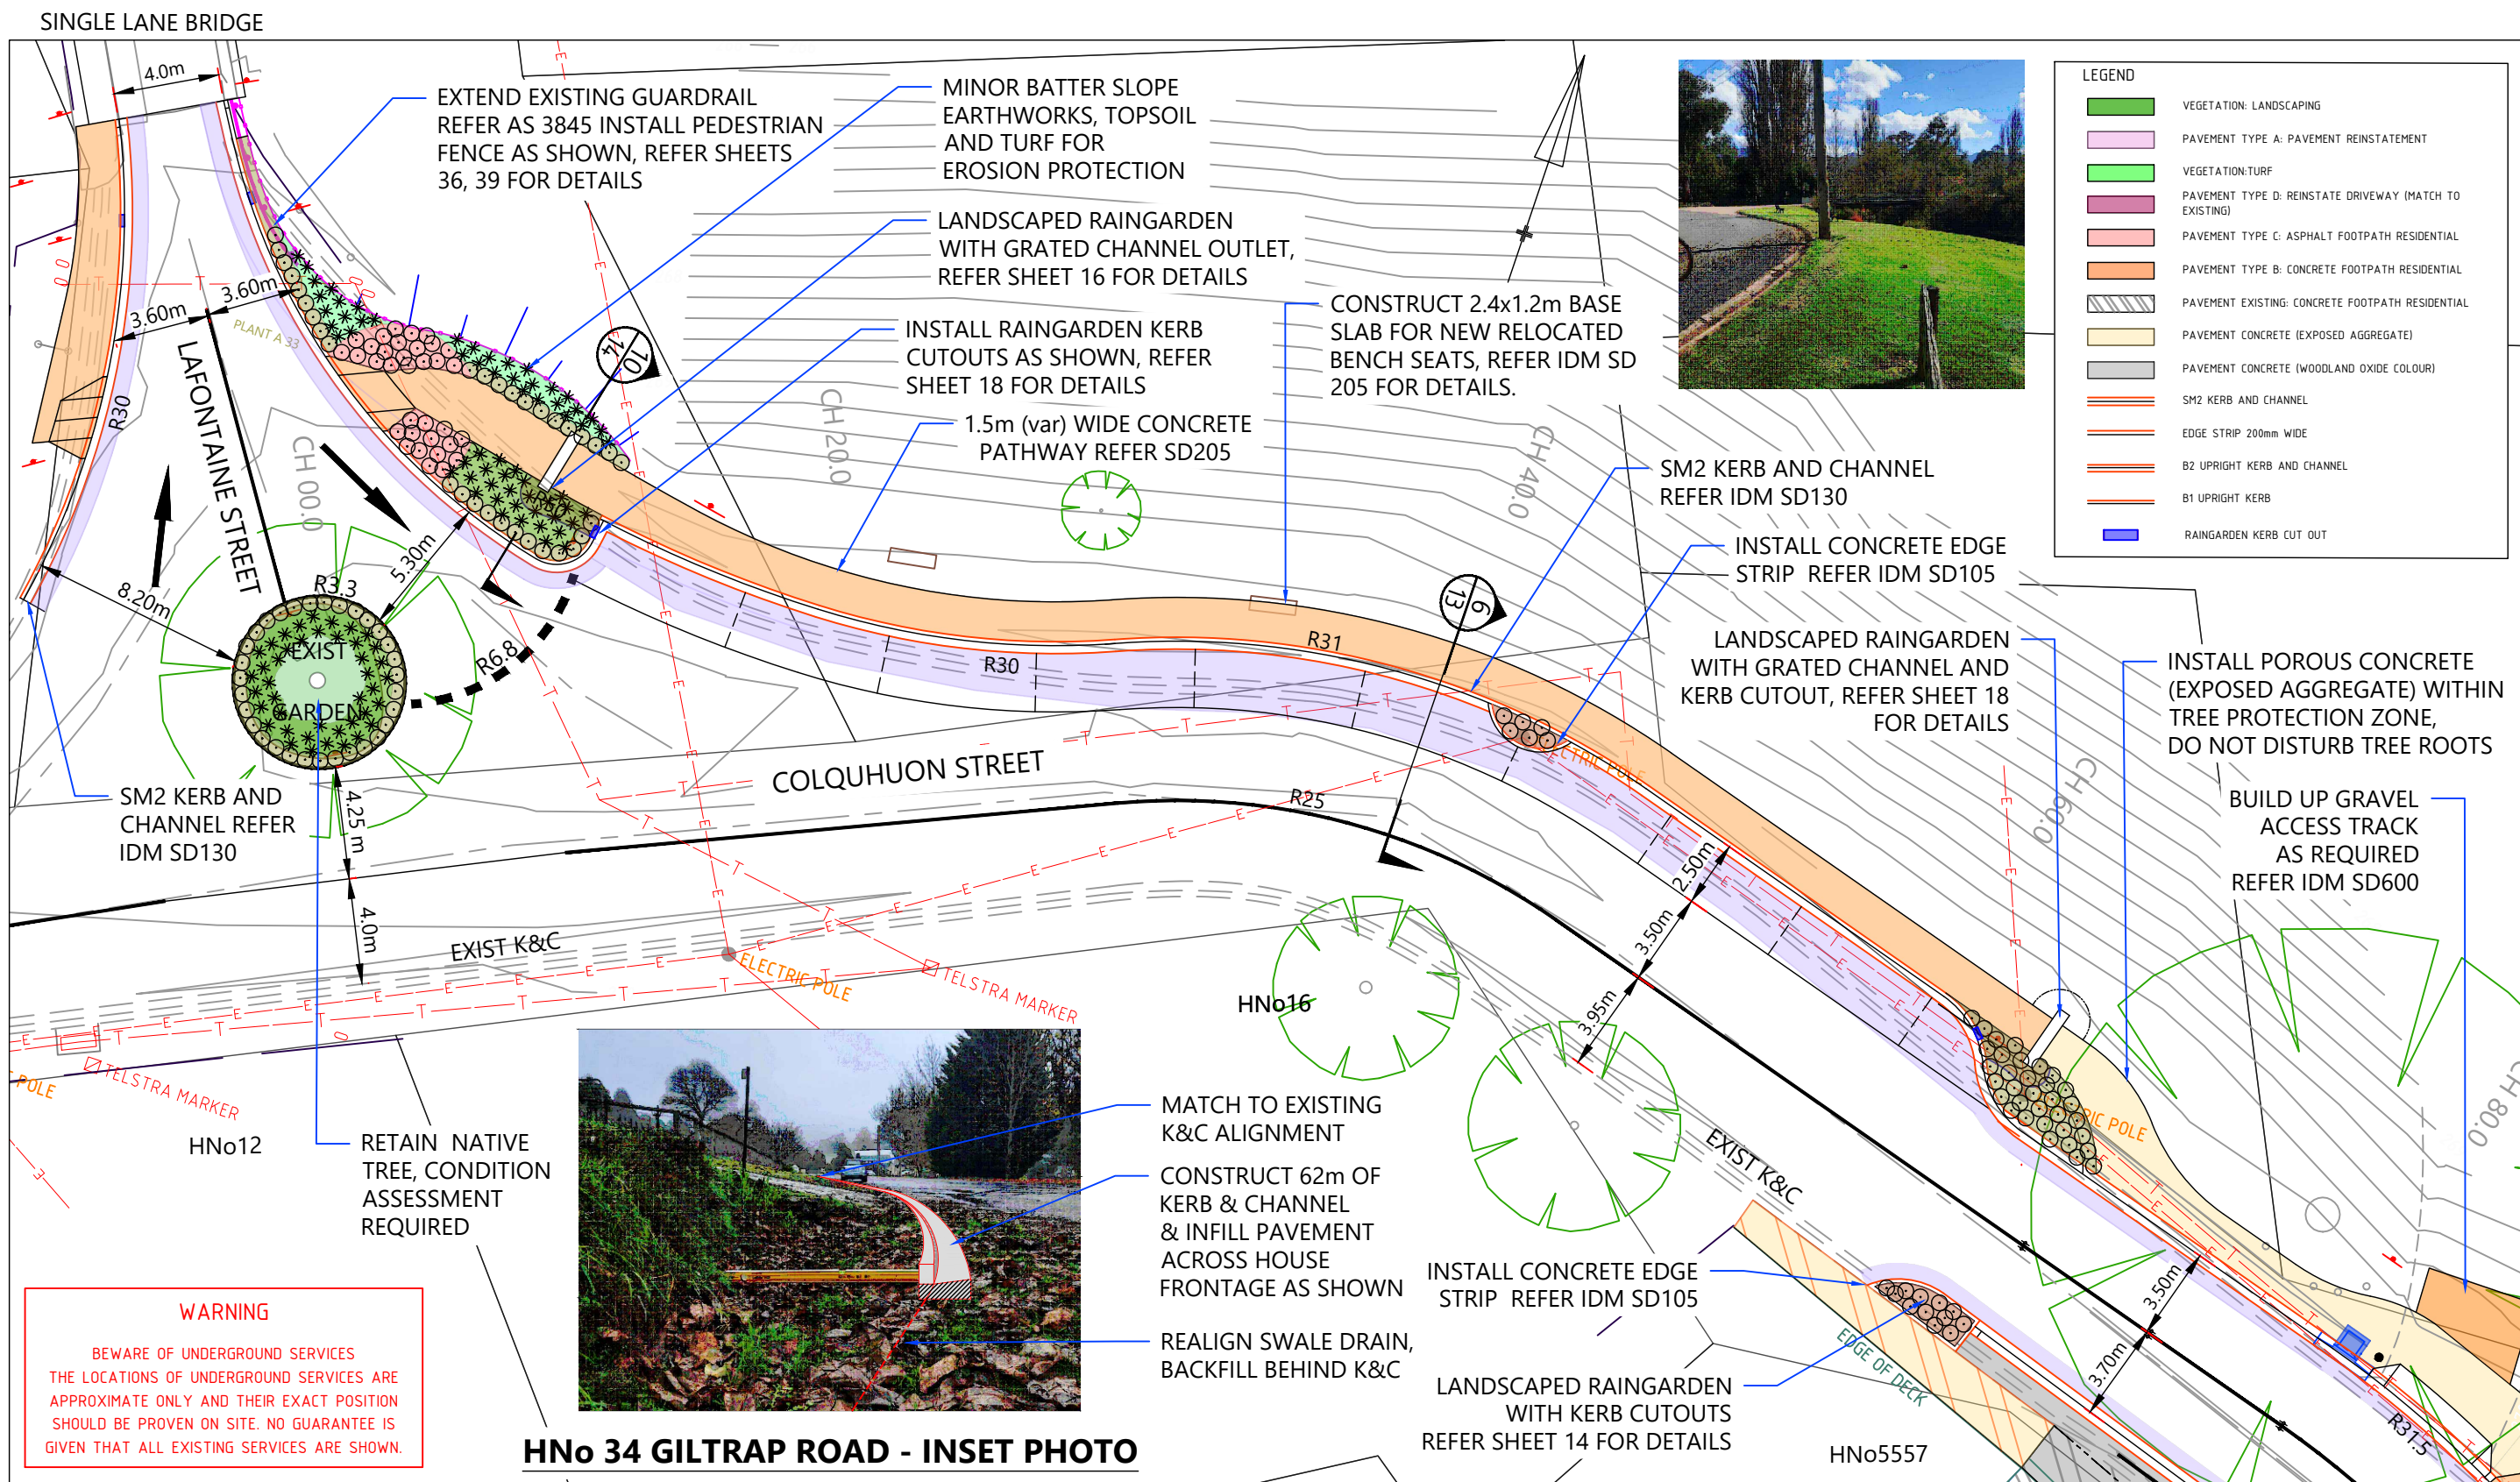 SINGLE LANE BRIDGE
4.0m
EXTEND EXISTING GUARDRAIL
REFER AS 3845 INSTALL PEDESTRIAN
FENCE AS SHOWN, REFER SHEETS
36, 39 FOR DETAILS
MINOR BATTER SLOPE
EARTHWORKS, TOPSOIL
AND TURF FOR
EROSION PROTECTION
LANDSCAPED RAINGARDEN
WITH GRATED CHANNEL OUTLET,
REFER SHEET 16 FOR DETAILS
INSTALL RAINGARDEN KERB
CUTOUTS AS SHOWN, REFER
SHEET 18 FOR DETAILS
1.5m (var) WIDE CONCRETE
PATHWAY REFER SD205
CONSTRUCT 2.4x1.2m BASE
SLAB FOR NEW RELOCATED
BENCH SEATS, REFER IDM SD
205 FOR DETAILS.
LEGEND
VEGETATION: LANDSCAPING
PAVEMENT TYPE A: PAVEMENT REINSTATEMENT
VEGETATION:TURF
PAVEMENT TYPE D: REINSTATE DRIVEWAY (MATCH TO
EXISTING)
PAVEMENT TYPE C: ASPHALT FOOTPATH RESIDENTIAL
PAVEMENT TYPE B: CONCRETE FOOTPATH RESIDENTIAL
PAVEMENT EXISTING: CONCRETE FOOTPATH RESIDENTIAL
PAVEMENT CONCRETE (EXPOSED AGGREGATE)
PAVEMENT CONCRETE (WOODLAND OXIDE COLOUR)
SM2 KERB AND CHANNEL
EDGE STRIP 200mm WIDE
B2 UPRIGHT KERB AND CHANNEL
B1 UPRIGHT KERB
RAINGARDEN KERB CUT OUT
3.60m
3.60m
PLANT A 33
LAFONTAINE STREET
R30
CH 00.0
CH 20.0
CH 40.0
CH 60.0
CH 80.0
10
14
6
13
SM2 KERB AND CHANNEL
REFER IDM SD130
INSTALL CONCRETE EDGE
STRIP REFER IDM SD105
LANDSCAPED RAINGARDEN
WITH GRATED CHANNEL AND
KERB CUTOUT, REFER SHEET 18
FOR DETAILS
INSTALL POROUS CONCRETE
(EXPOSED AGGREGATE) WITHIN
TREE PROTECTION ZONE,
DO NOT DISTURB TREE ROOTS
BUILD UP GRAVEL
ACCESS TRACK
AS REQUIRED
REFER IDM SD600
8.20m
5.30m
R3.3
EXIST
GARDEN
R6.8
R30
R31
R25
COLQUHUON STREET
ELECTRIC POLE
SM2 KERB AND
CHANNEL REFER
IDM SD130
4.25 m
4.0m
EXIST K&C
ELECTRIC POLE
TELSTRA MARKER
2.50m
3.50m
3.95m
HNo16
TELSTRA MARKER
POLE
HNo12
RETAIN NATIVE
TREE, CONDITION
ASSESSMENT
REQUIRED
MATCH TO EXISTING
K&C ALIGNMENT
CONSTRUCT 62m OF
KERB & CHANNEL
& INFILL PAVEMENT
ACROSS HOUSE
FRONTAGE AS SHOWN
REALIGN SWALE DRAIN,
BACKFILL BEHIND K&C
HNo 34 GILTRAP ROAD - INSET PHOTO
WARNING
BEWARE OF UNDERGROUND SERVICES
THE LOCATIONS OF UNDERGROUND SERVICES ARE
APPROXIMATE ONLY AND THEIR EXACT POSITION
SHOULD BE PROVEN ON SITE. NO GUARANTEE IS
GIVEN THAT ALL EXISTING SERVICES ARE SHOWN.
EXIST K&C
RIC POLE
INSTALL CONCRETE EDGE
STRIP REFER IDM SD105
LANDSCAPED RAINGARDEN
WITH KERB CUTOUTS
REFER SHEET 14 FOR DETAILS
EDGE OF DECK
3.50m
3.70m
R31.5
HNo5557